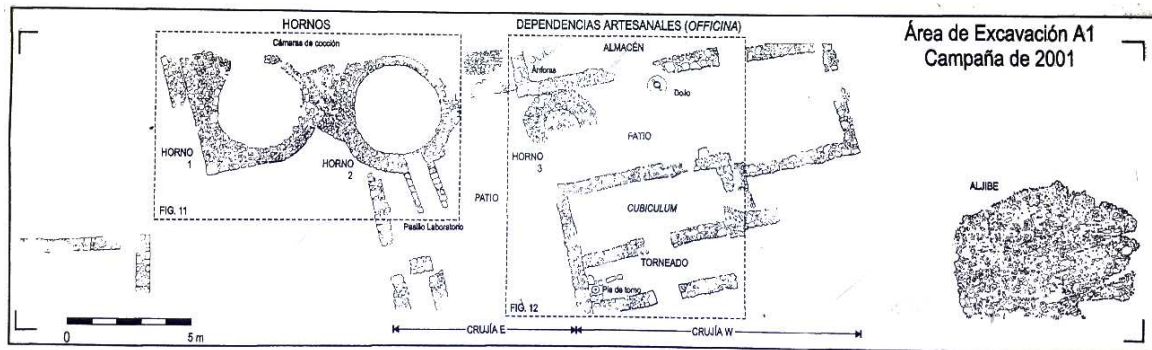 HORNOS
DEPENDENCIAS ARTESANALES (OFFICINA)
Área de Excavación A1
Campaña de 2001
Cámaras de cocción
ALMACÉN
Ánforas
Dolio
HORNO
1
HORNO
2
HORNO
3
PATIO
PATIO
ALJIBE
CUBICULUM
FIG. 11
Pasillo Laboratorio
TORNEADO
Pie de torno
FIG. 12
0
5 m
CRUJÍA E
CRUJÍA W